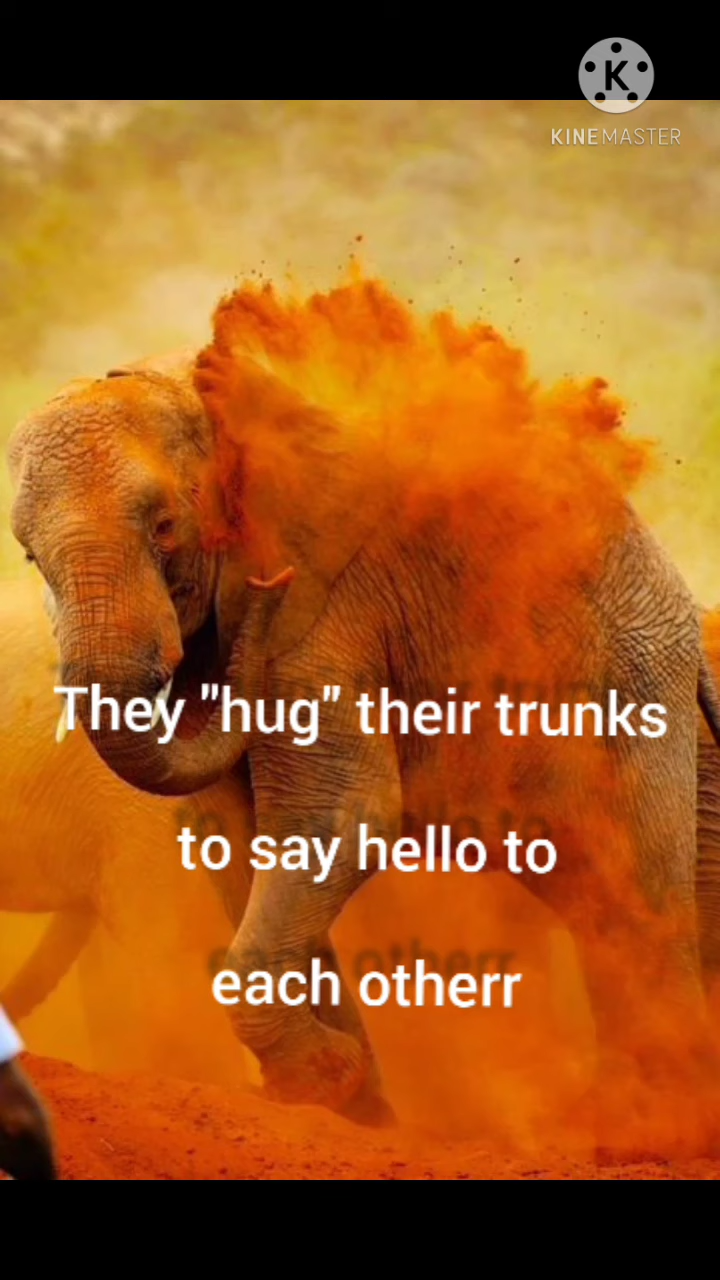 K
KINEMASTER
They "hug" their trunks
to say hello to
each otherr